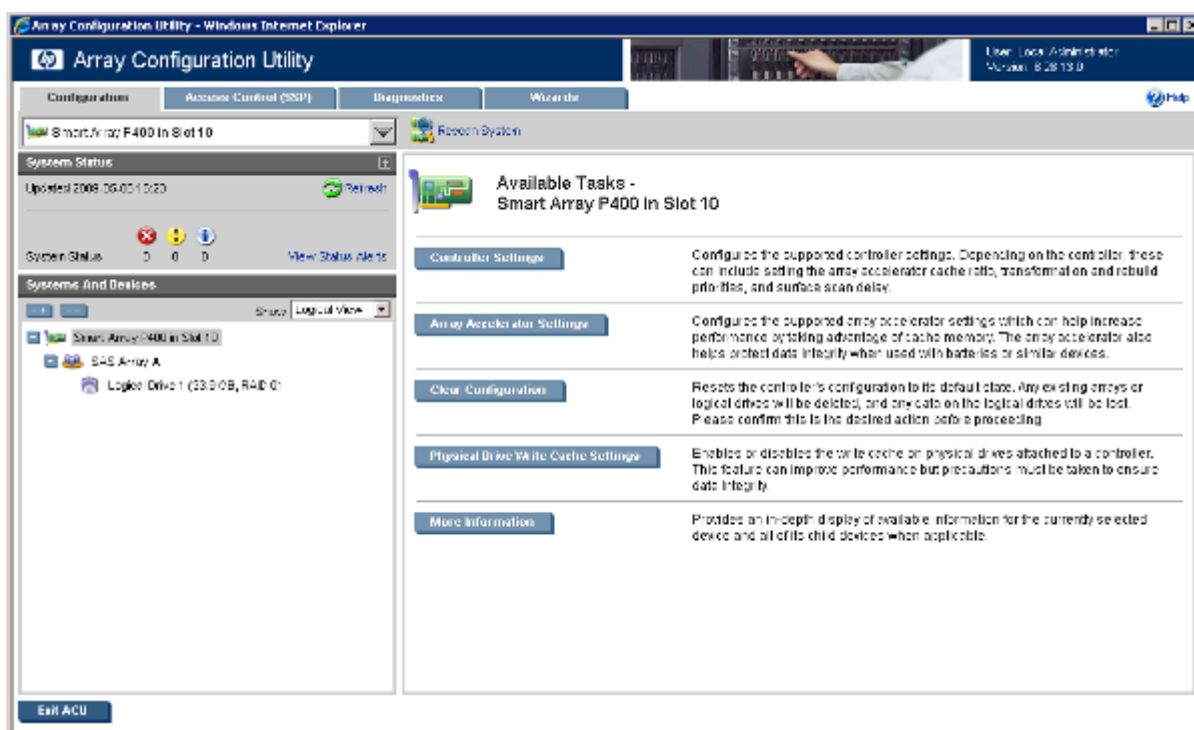 Array Configuration Utility - Windows Internet Explorer
hp Array Configuration Utility
User: Local Administrator
Version: 8.28.13.0
Configuration
Access Control (SSP)
Diagnostics
Wizards
Help
Smart Array P400 in Slot 10
Rescan System
System Status
Refresh
System Status 0 0 0 View Status Alerts
Systems And Devices
Show Logical View
Smart Array P400 in Slot 10
SAS Array A
Logical Drive 1 (33.9 GB, RAID 0)
Available Tasks -
Smart Array P400 in Slot 10
Controller Settings
Configures the supported controller settings. Depending on the controller, these
can include setting the array accelerator cache ratio, transformation and rebuild
priorities, and surface scan delay.
Array Accelerator Settings
Configures the supported array accelerator settings which can help increase
performance by taking advantage of cache memory. The array accelerator also
helps protect data integrity when used with batteries or similar devices.
Clear Configuration
Resets the controller's configuration to its default state. Any existing arrays or
logical drives will be deleted, and any data on the logical drives will be lost.
Please confirm this is the desired action before proceeding
Physical Drive Write Cache Settings
Enables or disables the write cache on physical drives attached to a controller.
This feature can improve performance but precautions must be taken to ensure
data integrity.
More Information
Provides an in-depth display of available information for the currently selected
device and all of its child devices when applicable.
Exit ACU